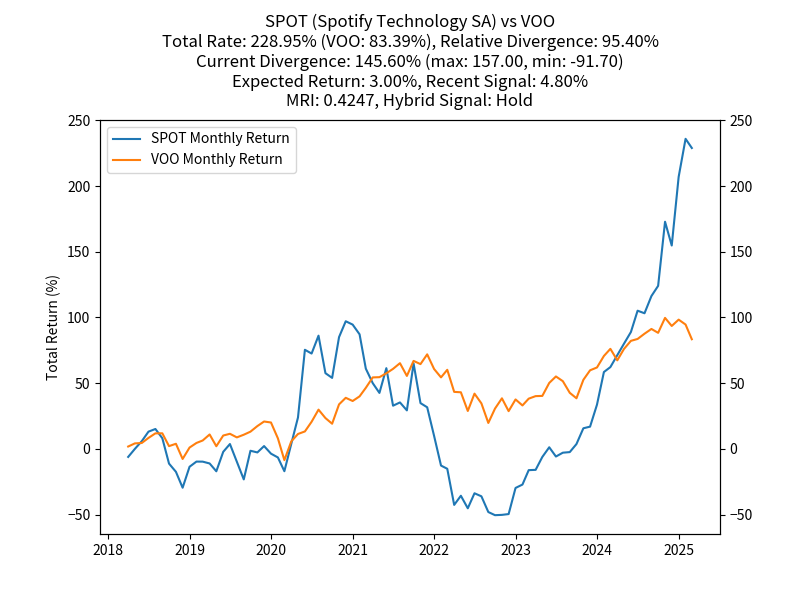 SPOT (Spotify Technology SA) vs VOO
Total Rate: 228.95% (VOO: 83.39%), Relative Divergence: 95.40%
Current Divergence: 145.60% (max: 157.00, min: -91.70)
Expected Return: 3.00%, Recent Signal: 4.80%
MRI: 0.4247, Hybrid Signal: Hold
SPOT Monthly Return
VOO Monthly Return
Total Return (%)
250
200
150
100
50
0
−50
250
200
150
100
50
0
−50
2018
2019
2020
2021
2022
2023
2024
2025